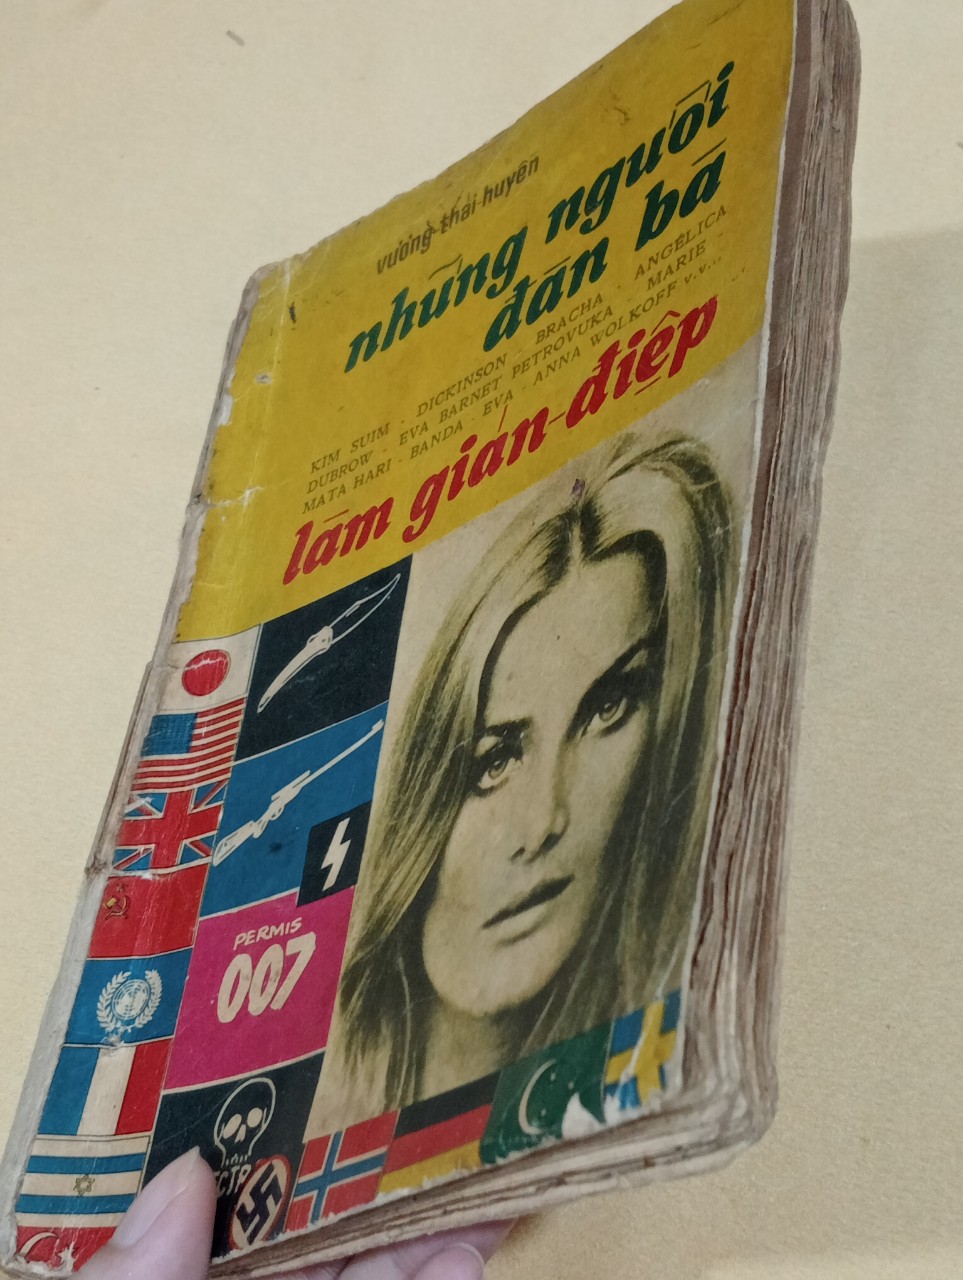 vương-thái-huyền
những người
đàn bà
KIM SUIM - DICKINSON - BRACHA - ANGÉLICA
DUBROW - EVA BARNET PETROVUKA - MARIE -
MATA HARI - BANDA - EVA - ANNA WOLKOFF v.v...
làm gián-điệp
PERMIS
007